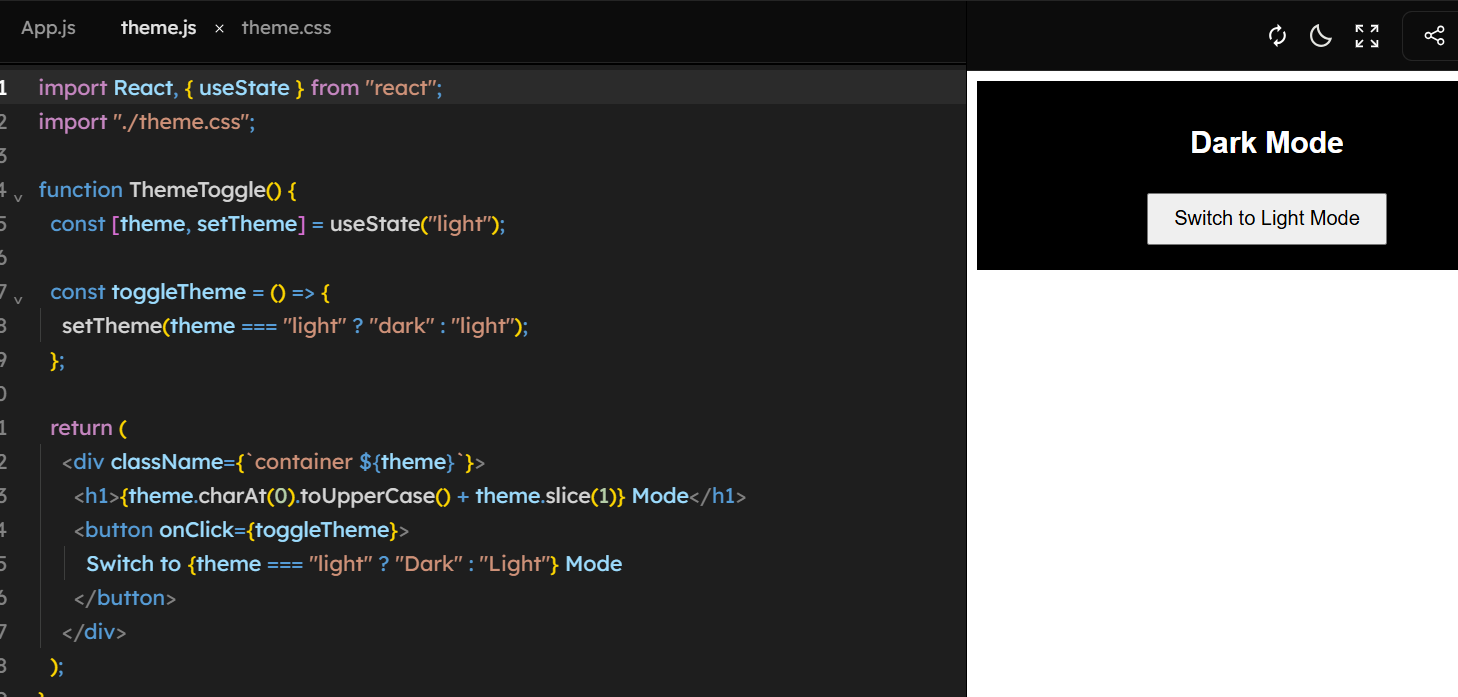 App.js theme.js × theme.css
1 import React, { useState } from "react";
2 import "./theme.css";
3
4 function ThemeToggle() {
5 const [theme, setTheme] = useState("light");
6
7 const toggleTheme = () => {
8 setTheme(theme === "light" ? "dark" : "light");
9 };
0
1 return (
2 <div className={`container ${theme}`}>
3 <h1>{theme.charAt(0).toUpperCase() + theme.slice(1)} Mode</h1>
4 <button onClick={toggleTheme}>
5 Switch to {theme === "light" ? "Dark" : "Light"} Mode
6 </button>
7 </div>
8 );
Dark Mode
Switch to Light Mode